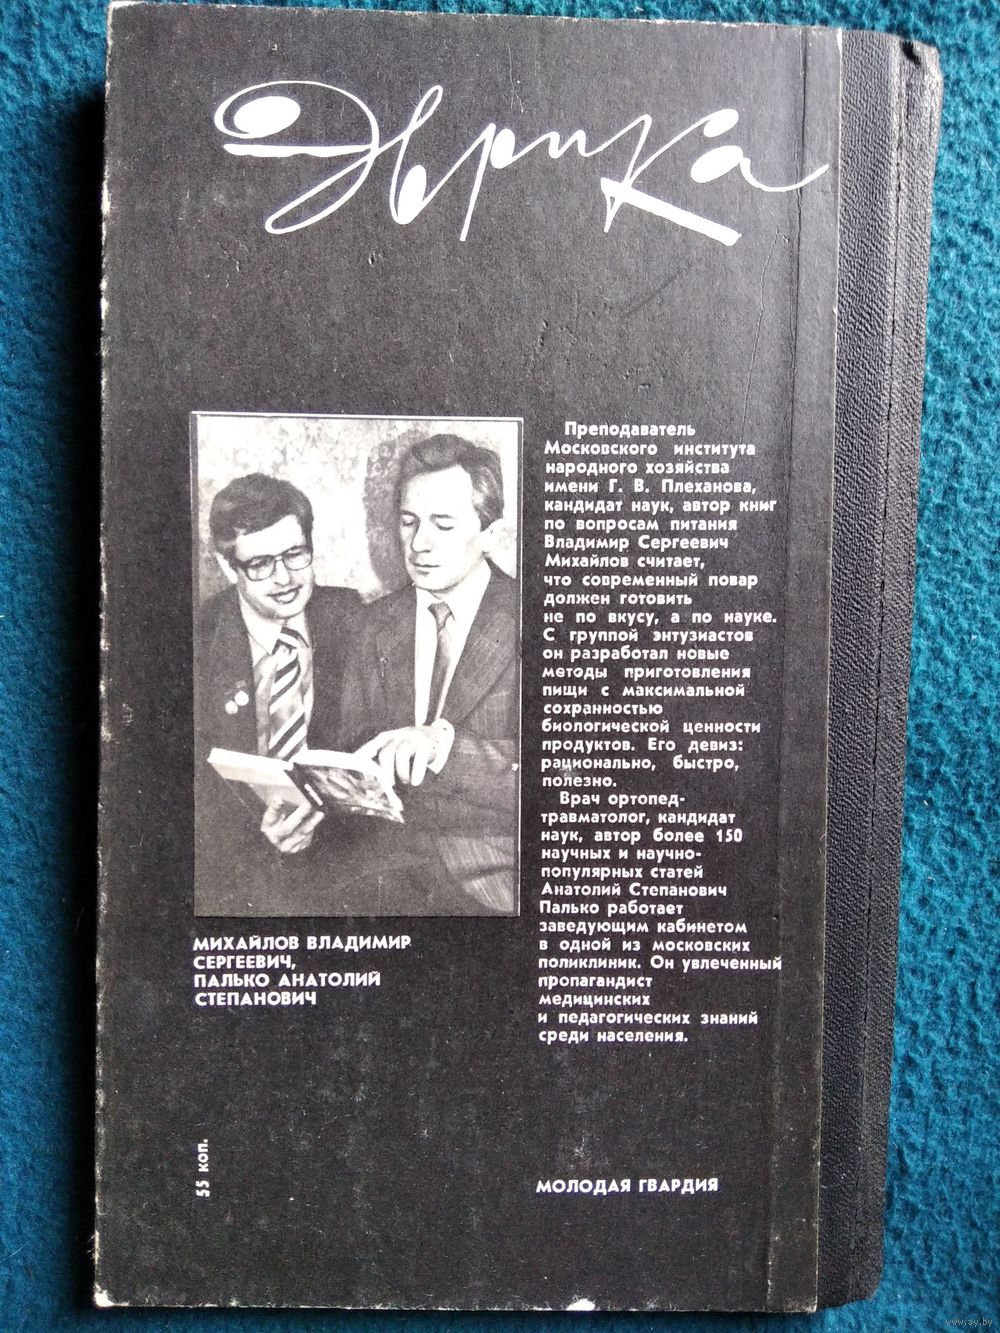 Эврика
Преподаватель
Московского института
народного хозяйства
имени Г. В. Плеханова,
кандидат наук, автор книг
по вопросам питания
Владимир Сергеевич
Михайлов считает,
что современный повар
должен готовить
не по вкусу, а по науке.
С группой энтузиастов
он разработал новые
методы приготовления
пищи с максимальной
сохранностью
биологической ценности
продуктов. Его девиз:
рационально, быстро,
полезно.
Врач ортопед-
травматолог, кандидат
наук, автор более 150
научных и научно-
популярных статей
Анатолий Степанович
Палько работает
заведующим кабинетом
в одной из московских
поликлиник. Он увлеченный
пропагандист
медицинских
и педагогических знаний
среди населения.
МИХАЙЛОВ ВЛАДИМИР
СЕРГЕЕВИЧ,
ПАЛЬКО АНАТОЛИЙ
СТЕПАНОВИЧ
55 коп.
МОЛОДАЯ ГВАРДИЯ
www.ay.by